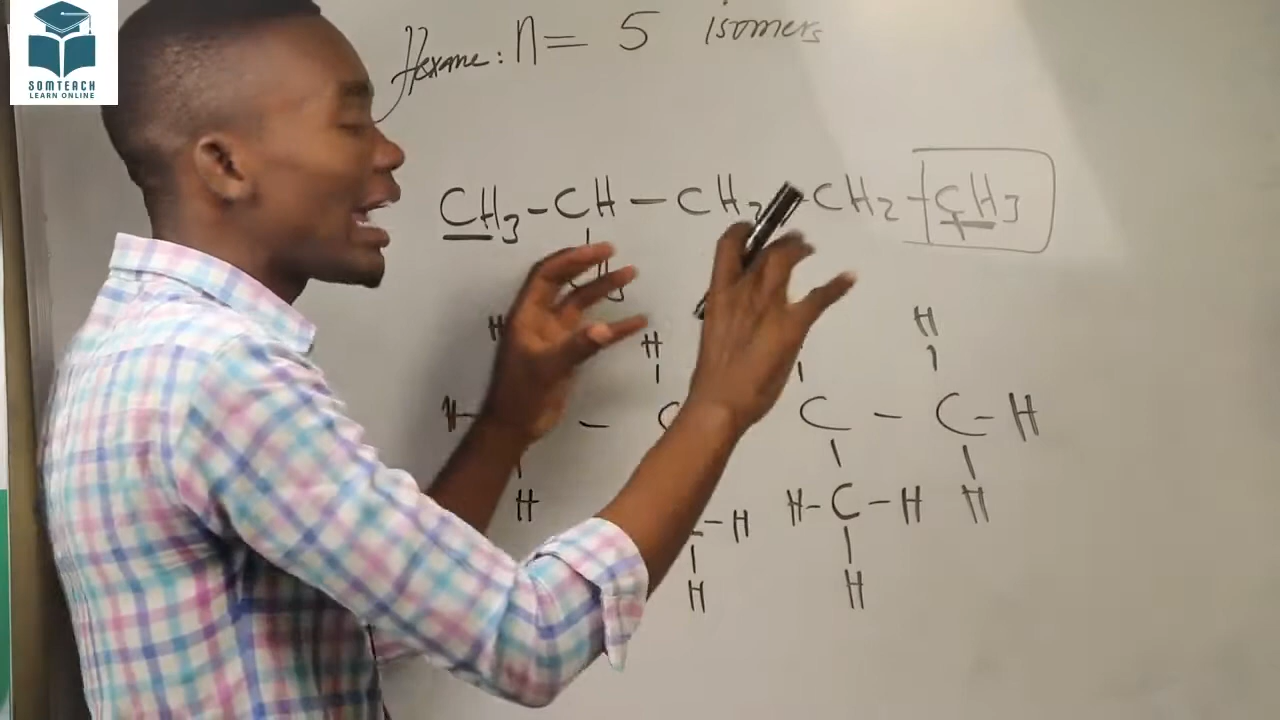 SOMTEACH
LEARN ONLINE
Hexane: n = 5 isomers
CH3-CH-CH2-CH2-CH3
H H H
H- - C C-C-H
H H
-H H-C-H
H H